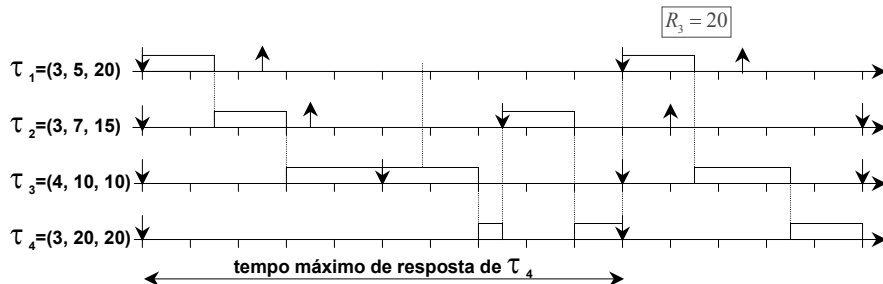 R₃ = 20
τ₁=(3, 5, 20)
τ₂=(3, 7, 15)
τ₃=(4, 10, 10)
τ₄=(3, 20, 20)
tempo máximo de resposta de τ₄